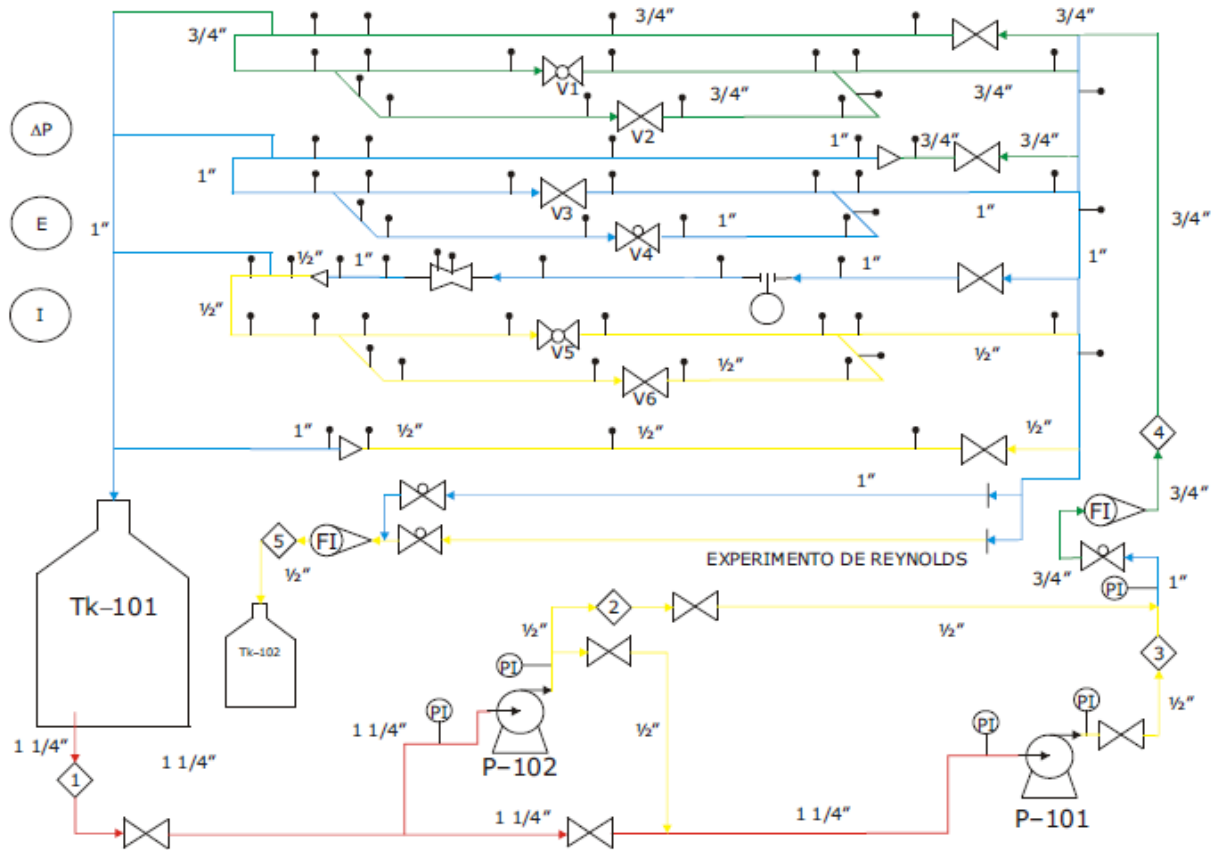 3/4″ 3/4″ 3/4″
3/4″
V1
3/4″ 3/4″
V2
ΔP
1″ 3/4″ 3/4″
1″
V3
3/4″
1″ 1″
V4
E
1″
½″ 1″ 1″ 1″
½″
I
V5
½″ ½″
V6
1″ ½″ ½″ ½″
4
1″
3/4″
FI
5 FI
EXPERIMENTO DE REYNOLDS
½″
3/4″ PI 1″
Tk–101
Tk–102
2
½″ ½″
3
PI
PI PI
½″
½″
1 1/4″ 1 1/4″
PI
P–102
1
P–101
1 1/4″ 1 1/4″